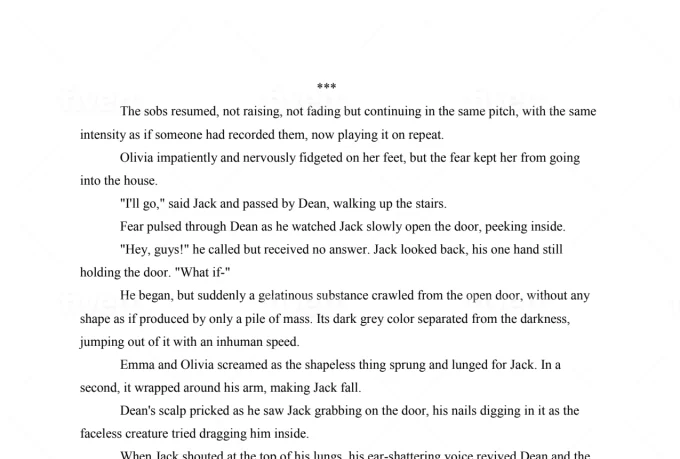 ***
The sobs resumed, not raising, not fading but continuing in the same pitch, with the same
intensity as if someone had recorded them, now playing it on repeat.
Olivia impatiently and nervously fidgeted on her feet, but the fear kept her from going
into the house.
"I'll go," said Jack and passed by Dean, walking up the stairs.
Fear pulsed through Dean as he watched Jack slowly open the door, peeking inside.
"Hey, guys!" he called but received no answer. Jack looked back, his one hand still
holding the door. "What if-"
He began, but suddenly a gelatinous substance crawled from the open door, without any
shape as if produced by only a pile of mass. Its dark grey color separated from the darkness,
jumping out of it with an inhuman speed.
Emma and Olivia screamed as the shapeless thing sprung and lunged for Jack. In a
second, it wrapped around his arm, making Jack fall.
Dean's scalp pricked as he saw Jack grabbing on the door, his nails digging in it as the
faceless creature tried dragging him inside.
When Jack shouted at the top of his lungs, his ear-shattering voice revived Dean and the